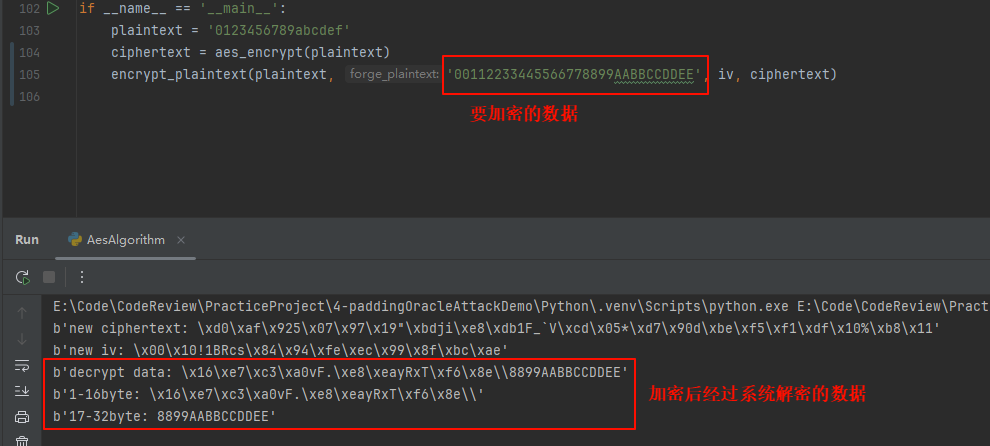 102 if __name__ == '__main__':
103 plaintext = '0123456789abcdef'
104 ciphertext = aes_encrypt(plaintext)
105 encrypt_plaintext(plaintext, forge_plaintext: '00112233445566778899AABBCCDDEE', iv, ciphertext)
106
要加密的数据
Run AesAlgorithm ×
E:\Code\CodeReview\PracticeProject\4-paddingOracleAttackDemo\Python\.venv\Scripts\python.exe E:\Code\CodeReview\Pract
b'new ciphertext: \xd0\xaf\x925\x07\x97\x19"\xbdji\xe8\xdb1F_`V\xcd\x05*\xd7\x90d\xbe\xf5\xf1\xdf\x10%\xb8\x11'
b'new iv: \x00\x10!1BRcs\x84\x94\xfe\xec\x99\x8f\xbc\xae'
b'decrypt data: \x16\xe7\xc3\xa0vF.\xe8\xeayRxT\xf6\x8e\\8899AABBCCDDEE'
b'1-16byte: \x16\xe7\xc3\xa0vF.\xe8\xeayRxT\xf6\x8e\\'
b'17-32byte: 8899AABBCCDDEE'
加密后经过系统解密的数据